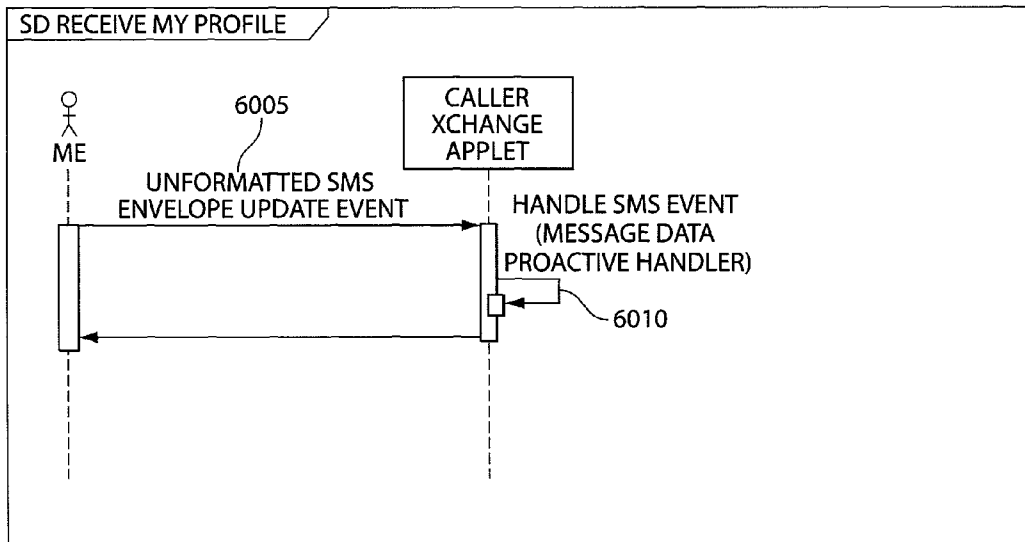 SD RECEIVE MY PROFILE
6005
ME
CALLER
XCHANGE
APPLET
UNFORMATTED SMS
ENVELOPE UPDATE EVENT
HANDLE SMS EVENT
(MESSAGE DATA
PROACTIVE HANDLER)
6010